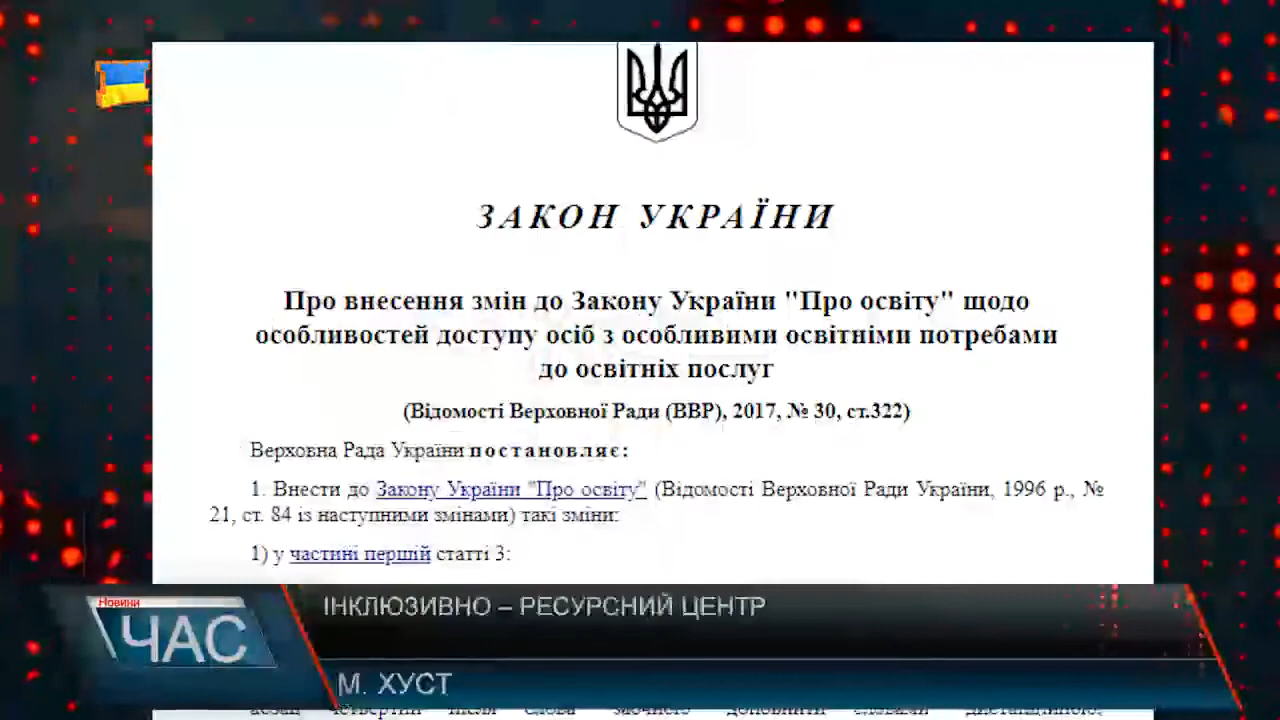 ЗАКОН УКРАЇНИ
Про внесення змін до Закону України "Про освіту" щодо
особливостей доступу осіб з особливими освітніми потребами
до освітніх послуг
(Відомості Верховної Ради (ВВР), 2017, № 30, ст.322)
Верховна Рада України постановляє:
1. Внести до Закону України "Про освіту" (Відомості Верховної Ради України, 1996 р., №
21, ст. 84 із наступними змінами) такі зміни:
1) у частині першій статті 3:
Новини
ЧАС
ІНКЛЮЗИВНО – РЕСУРСНИЙ ЦЕНТР
М. ХУСТ